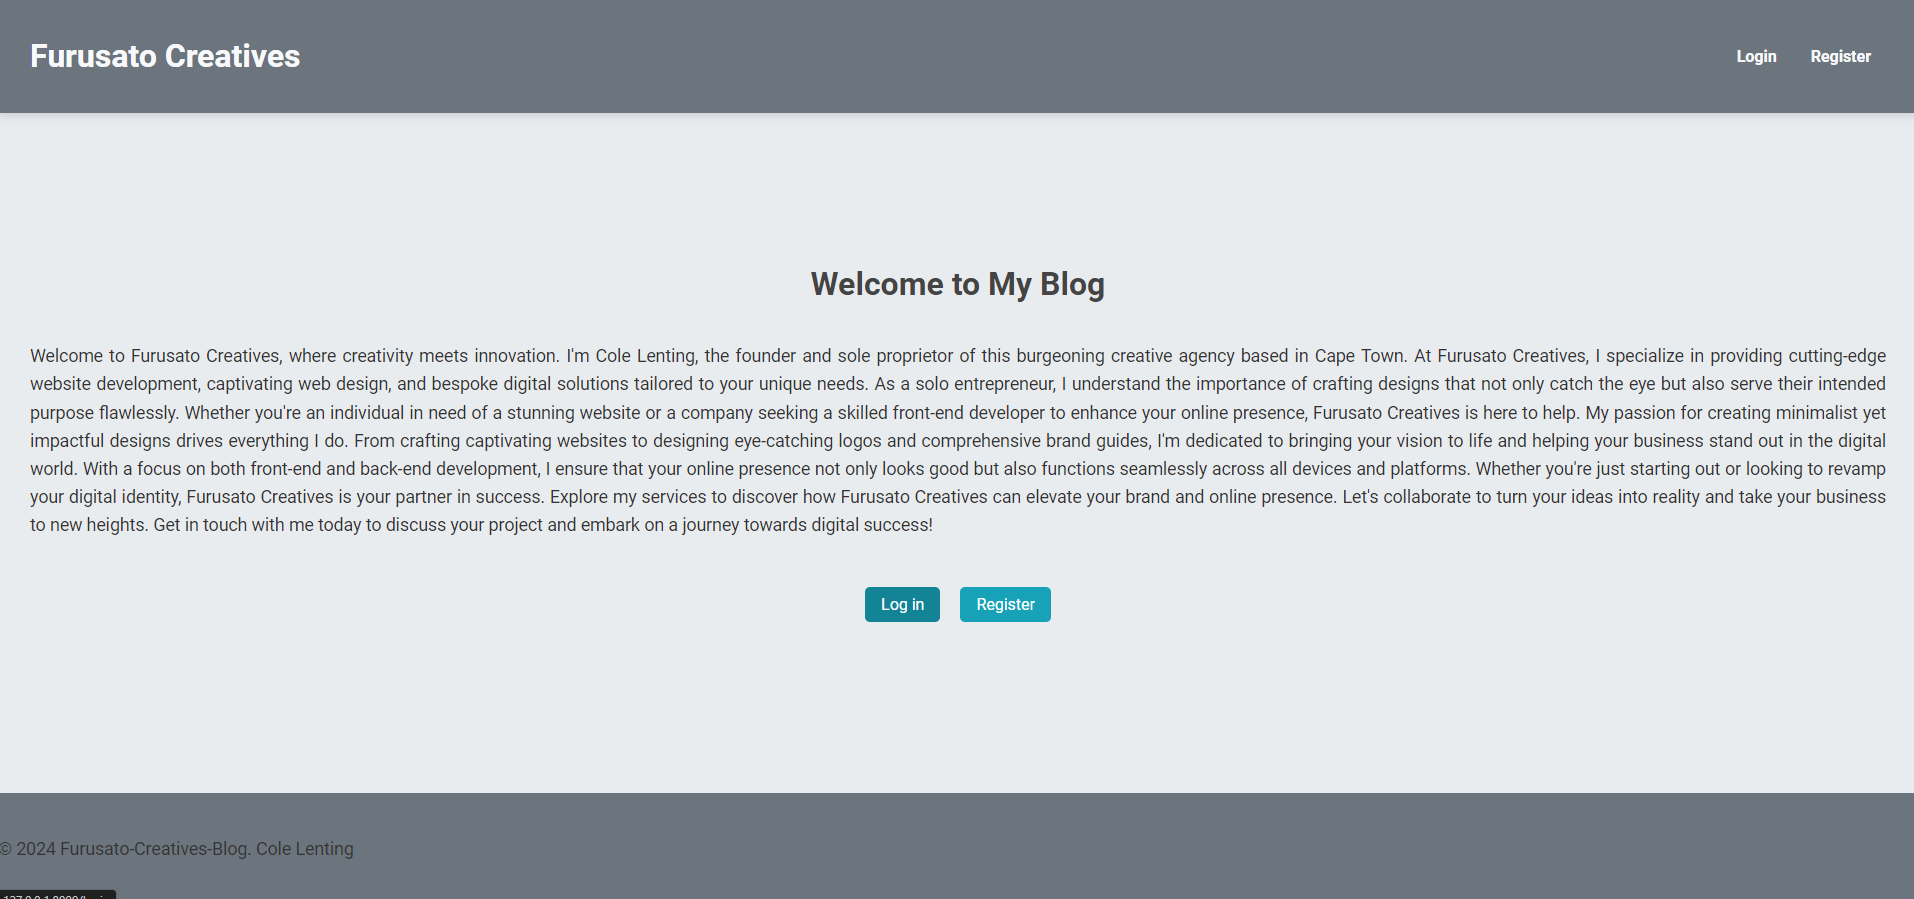 Furusato Creatives
Login
Register
Welcome to My Blog
Welcome to Furusato Creatives, where creativity meets innovation. I'm Cole Lenting, the founder and sole proprietor of this burgeoning creative agency based in Cape Town. At Furusato Creatives, I specialize in providing cutting-edge
website development, captivating web design, and bespoke digital solutions tailored to your unique needs. As a solo entrepreneur, I understand the importance of crafting designs that not only catch the eye but also serve their intended
purpose flawlessly. Whether you're an individual in need of a stunning website or a company seeking a skilled front-end developer to enhance your online presence, Furusato Creatives is here to help. My passion for creating minimalist yet
impactful designs drives everything I do. From crafting captivating websites to designing eye-catching logos and comprehensive brand guides, I'm dedicated to bringing your vision to life and helping your business stand out in the digital
world. With a focus on both front-end and back-end development, I ensure that your online presence not only looks good but also functions seamlessly across all devices and platforms. Whether you're just starting out or looking to revamp
your digital identity, Furusato Creatives is your partner in success. Explore my services to discover how Furusato Creatives can elevate your brand and online presence. Let's collaborate to turn your ideas into reality and take your business
to new heights. Get in touch with me today to discuss your project and embark on a journey towards digital success!
Log in
Register
© 2024 Furusato-Creatives-Blog. Cole Lenting